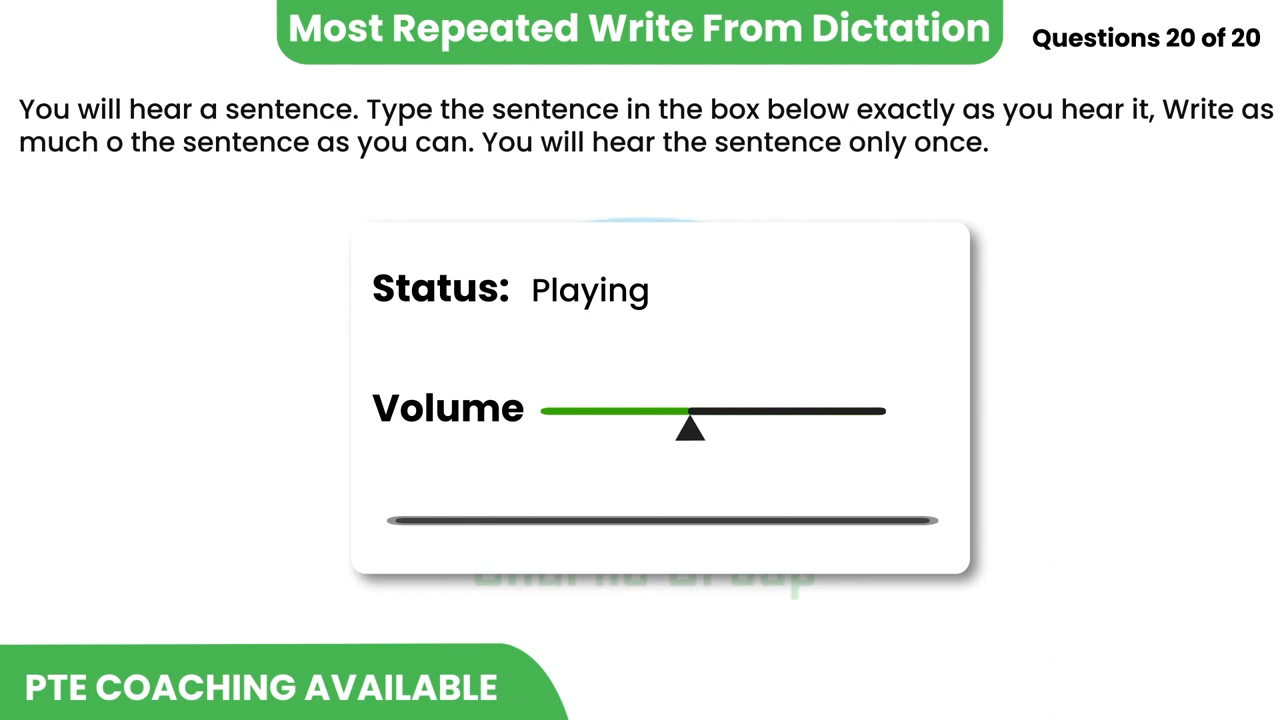 Most Repeated Write From Dictation
Questions 20 of 20
You will hear a sentence. Type the sentence in the box below exactly as you hear it, Write as
much o the sentence as you can. You will hear the sentence only once.
Status: Playing
Volume
PTE COACHING AVAILABLE